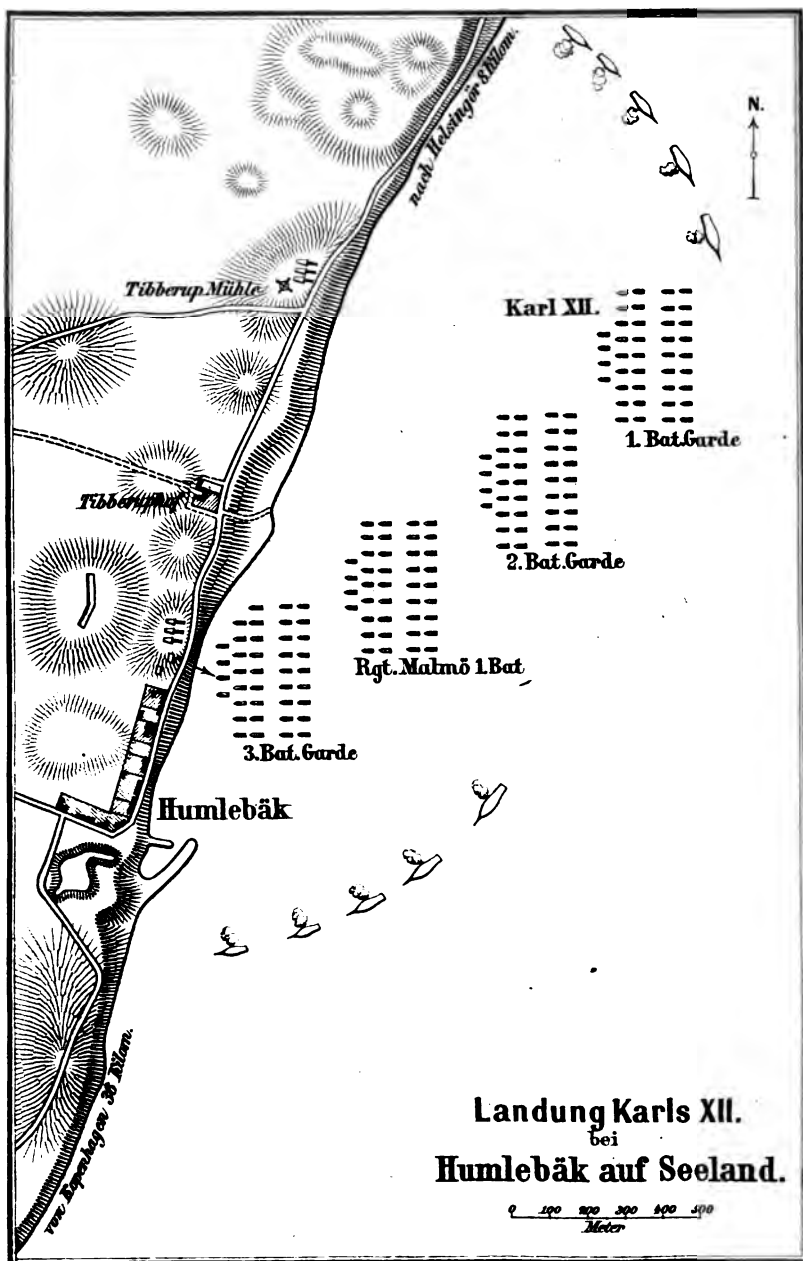 N.
nach Helsingör 8 Kilom.
Tibberup Mühle
Karl XII.
1. Bat. Garde
Tibberuphof
2. Bat. Garde
Rgt. Malmö 1. Bat
3. Bat. Garde
Humlebäk
von Kopenhagen 38 Kilom.
Landung Karls XII.
bei
Humlebäk auf Seeland.
0 100 200 300 400 500
Meter